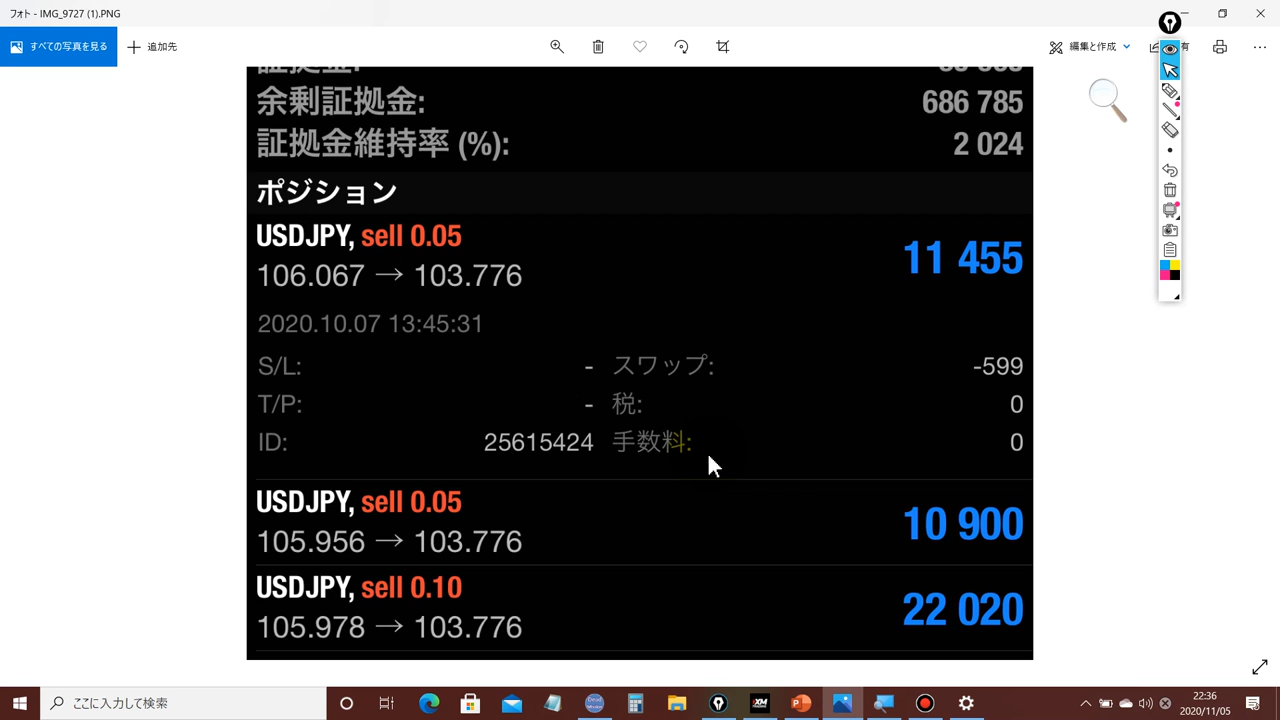 フォト - IMG_9727 (1).PNG
すべての写真を見る
追加先
編集と作成
有
余剰証拠金: 686 785
証拠金維持率 (%): 2 024
ポジション
USDJPY, sell 0.05 11 455
106.067 → 103.776
2020.10.07 13:45:31
S/L: - スワップ: -599
T/P: - 税: 0
ID: 25615424 手数料: 0
USDJPY, sell 0.05 10 900
105.956 → 103.776
USDJPY, sell 0.10 22 020
105.978 → 103.776
ここに入力して検索
XM
22:36
2020/11/05